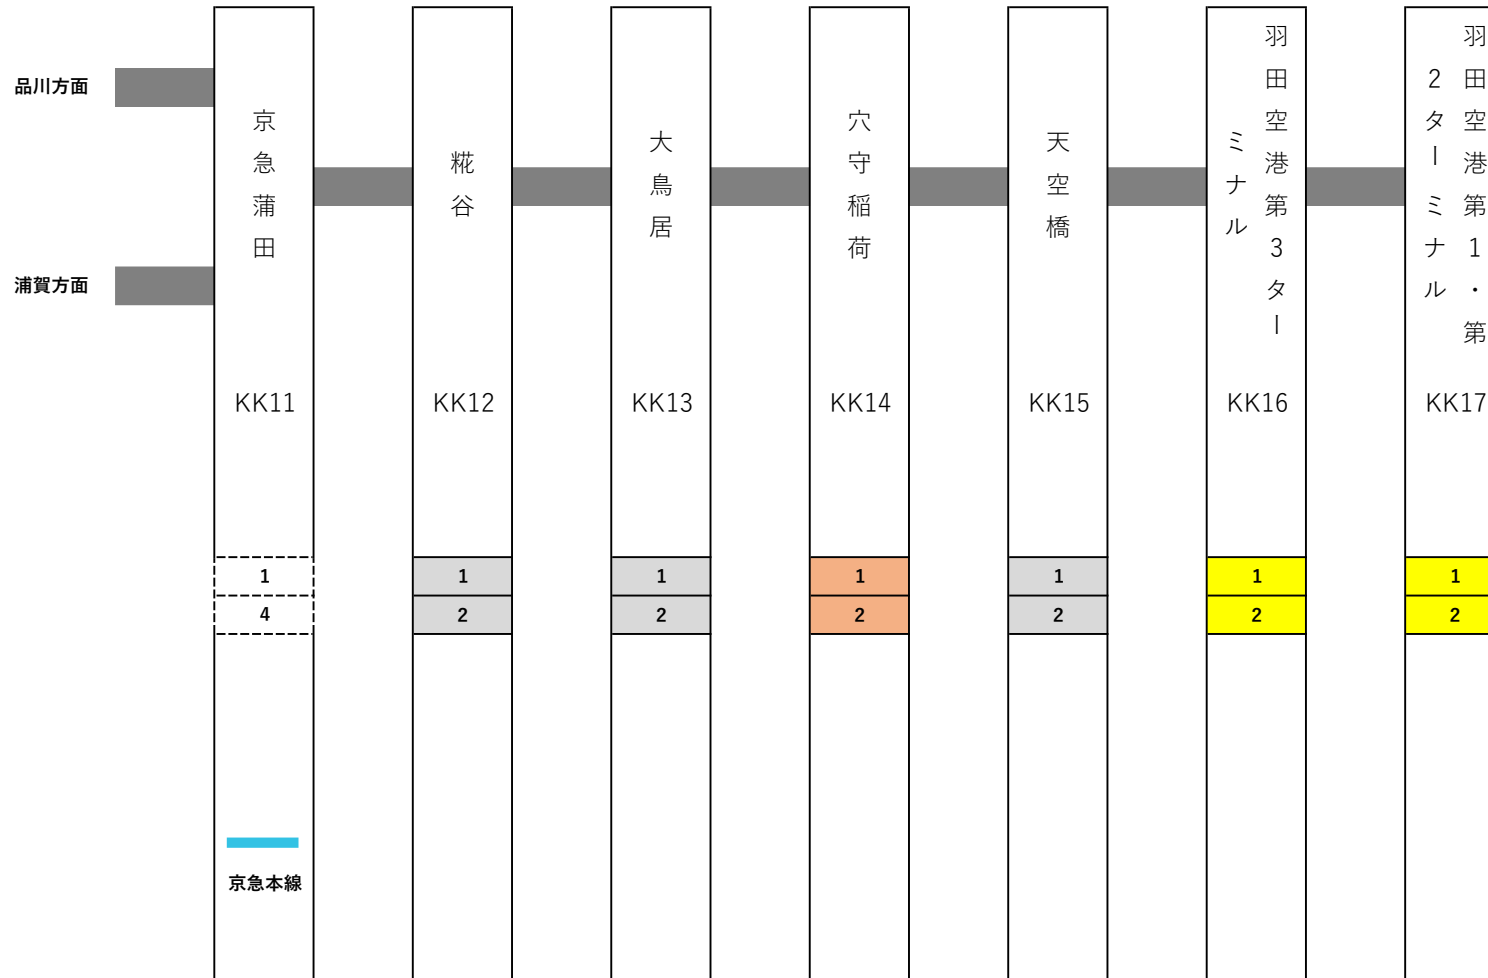 品川方面
浦賀方面
京急蒲田
糀谷
大鳥居
穴守稲荷
天空橋
羽田空港第3ター
ミナル
羽田空港第1・第
2ターミナル
KK11
KK12
KK13
KK14
KK15
KK16
KK17
1
1
1
1
1
1
1
4
2
2
2
2
2
2
京急本線